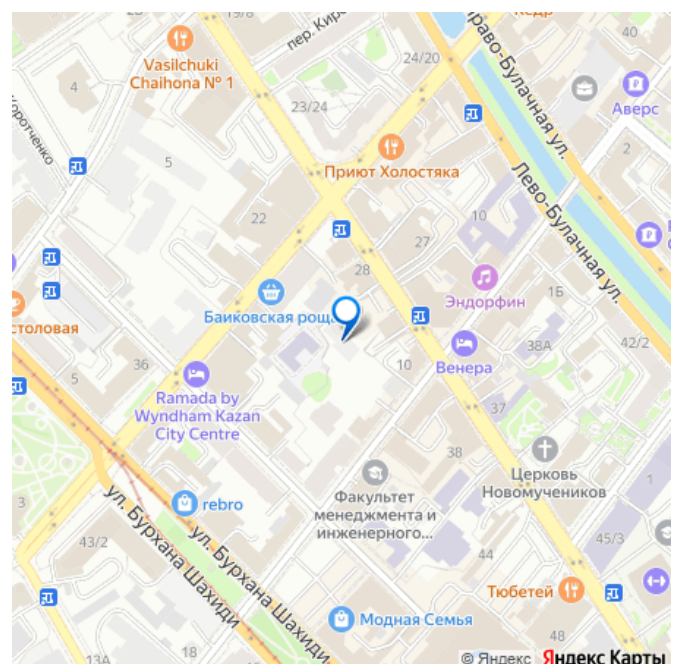 19/8
пер. Кир
Кедр
Право-Булачная ул.
40
Vasilchuki
Chaihona № 1
24/20
4
Аверс
23/24
Коротченко
5
Приют Холостяка
2
Лево-Булачная ул.
10
22
27
28
Эндорфин
1Б
Баиковская роща
столовая
38А
42/2
36
10
Венера
5
Ramada by
Wyndham Kazan
City Centre
37
38
Церковь
Новомучеников
1
Факультет
менеджмента и
инженерного...
3
rebro
ул. Бурхана Шахиди
ул. Бурхана Шахиди
43/2
45/3
44
Тюбетей
Модная Семья
48
18
13А
© Яндекс Яндекс Карты